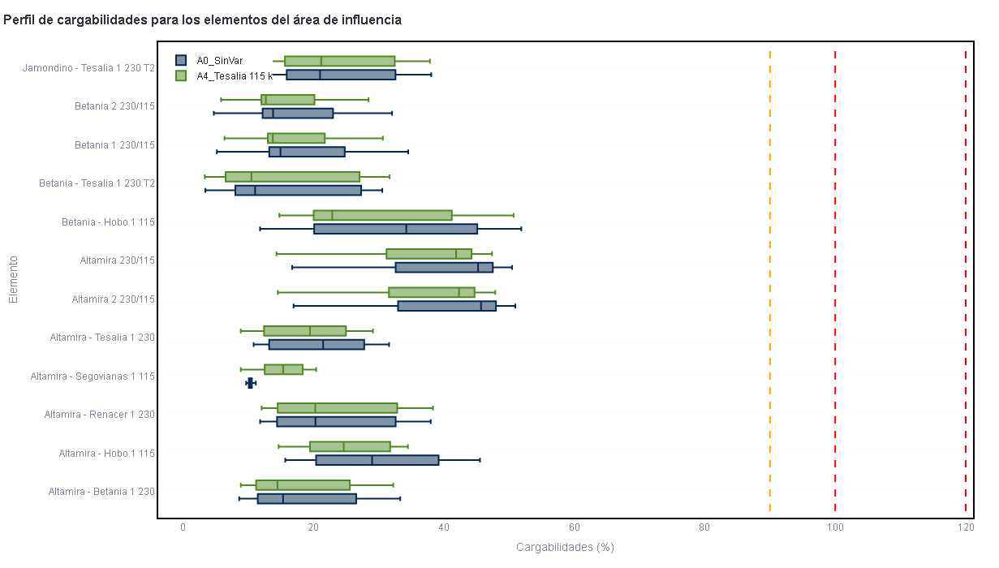 Perfil de cargabilidades para los elementos del área de influencia
A0_SinVar
A4_Tesalia 115 k
Jamondino - Tesalia 1 230 T2
Betania 2 230/115
Betania 1 230/115
Betania - Tesalia 1 230 T2
Betania - Hobo 1 115
Altamira 230/115
Altamira 2 230/115
Altamira - Tesalia 1 230
Altamira - Segovianas 1 115
Altamira - Renacer 1 230
Altamira - Hobo 1 115
Altamira - Betania 1 230
Elemento
0 20 40 60 80 100 120
Cargabilidades (%)